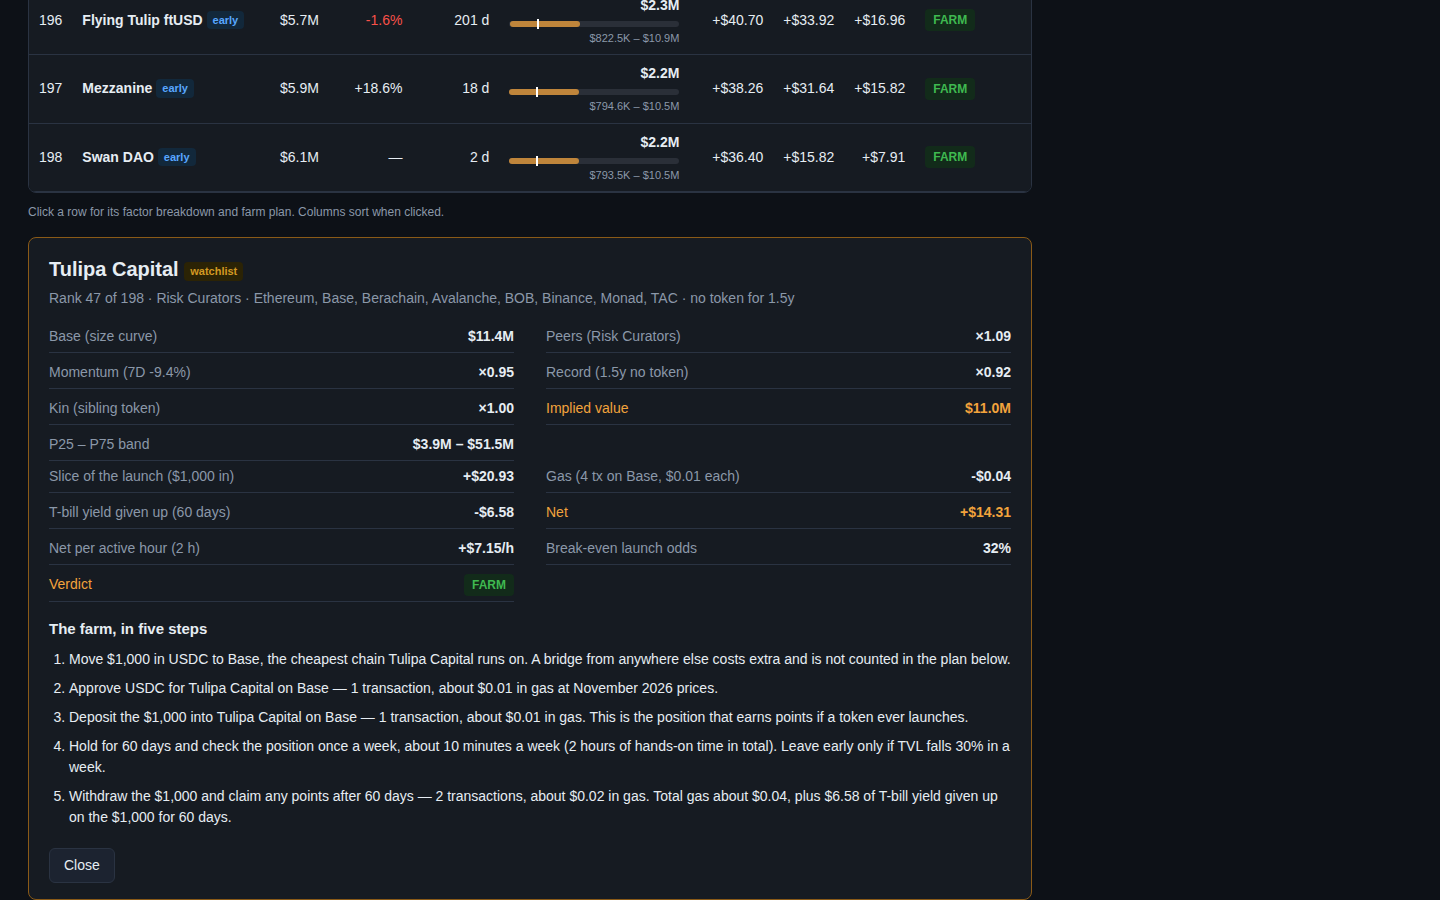 $2.3M
196 Flying Tulip ftUSD early $5.7M -1.6% 201 d +$40.70 +$33.92 +$16.96 FARM
$822.5K – $10.9M
$2.2M
197 Mezzanine early $5.9M +18.6% 18 d +$38.26 +$31.64 +$15.82 FARM
$794.6K – $10.5M
$2.2M
198 Swan DAO early $6.1M — 2 d +$36.40 +$15.82 +$7.91 FARM
$793.5K – $10.5M
Click a row for its factor breakdown and farm plan. Columns sort when clicked.
Tulipa Capital watchlist
Rank 47 of 198 · Risk Curators · Ethereum, Base, Berachain, Avalanche, BOB, Binance, Monad, TAC · no token for 1.5y
Base (size curve) $11.4M Peers (Risk Curators) ×1.09
Momentum (7D -9.4%) ×0.95 Record (1.5y no token) ×0.92
Kin (sibling token) ×1.00 Implied value $11.0M
P25 – P75 band $3.9M – $51.5M
Slice of the launch ($1,000 in) +$20.93 Gas (4 tx on Base, $0.01 each) -$0.04
T-bill yield given up (60 days) -$6.58 Net +$14.31
Net per active hour (2 h) +$7.15/h Break-even launch odds 32%
Verdict FARM
The farm, in five steps
1. Move $1,000 in USDC to Base, the cheapest chain Tulipa Capital runs on. A bridge from anywhere else costs extra and is not counted in the plan below.
2. Approve USDC for Tulipa Capital on Base — 1 transaction, about $0.01 in gas at November 2026 prices.
3. Deposit the $1,000 into Tulipa Capital on Base — 1 transaction, about $0.01 in gas. This is the position that earns points if a token ever launches.
4. Hold for 60 days and check the position once a week, about 10 minutes a week (2 hours of hands-on time in total). Leave early only if TVL falls 30% in a
week.
5. Withdraw the $1,000 and claim any points after 60 days — 2 transactions, about $0.02 in gas. Total gas about $0.04, plus $6.58 of T-bill yield given up
on the $1,000 for 60 days.
Close